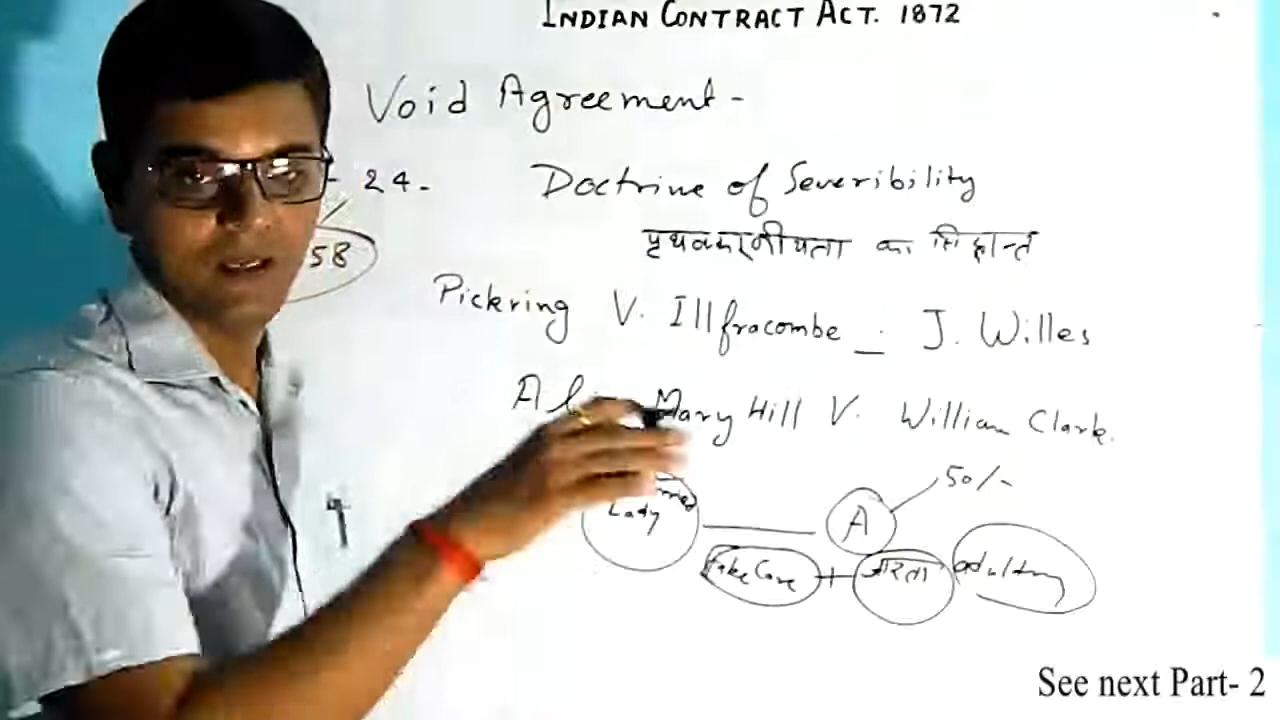 INDIAN CONTRACT ACT. 1872
Void Agreement -
- 24.
58
Doctrine of Severibility
पृथक्करणीयता का सिद्धान्त
Pickring V. Illfracombe _ J. Willes
Mary Hill V. William Clark.
50/-
Lady
A
Take Care + adultry
See next Part- 2